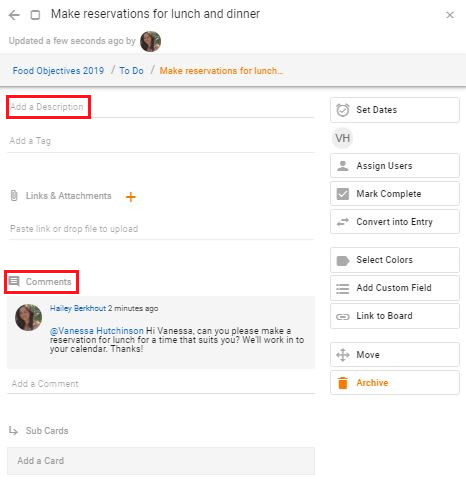 Make reservations for lunch and dinner
Updated a few seconds ago by
Food Objectives 2019 / To Do / Make reservations for lunch...
Add a Description
Add a Tag
Links & Attachments +
Paste link or drop file to upload
Comments
Hailey Berkhout 2 minutes ago
@Vanessa Hutchinson Hi Vanessa, can you please make a
reservation for lunch for a time that suits you? We'll work in to
your calendar. Thanks!
Add a Comment
Sub Cards
Add a Card
Set Dates
VH
Assign Users
Mark Complete
Convert into Entry
Select Colors
Add Custom Field
Link to Board
Move
Archive